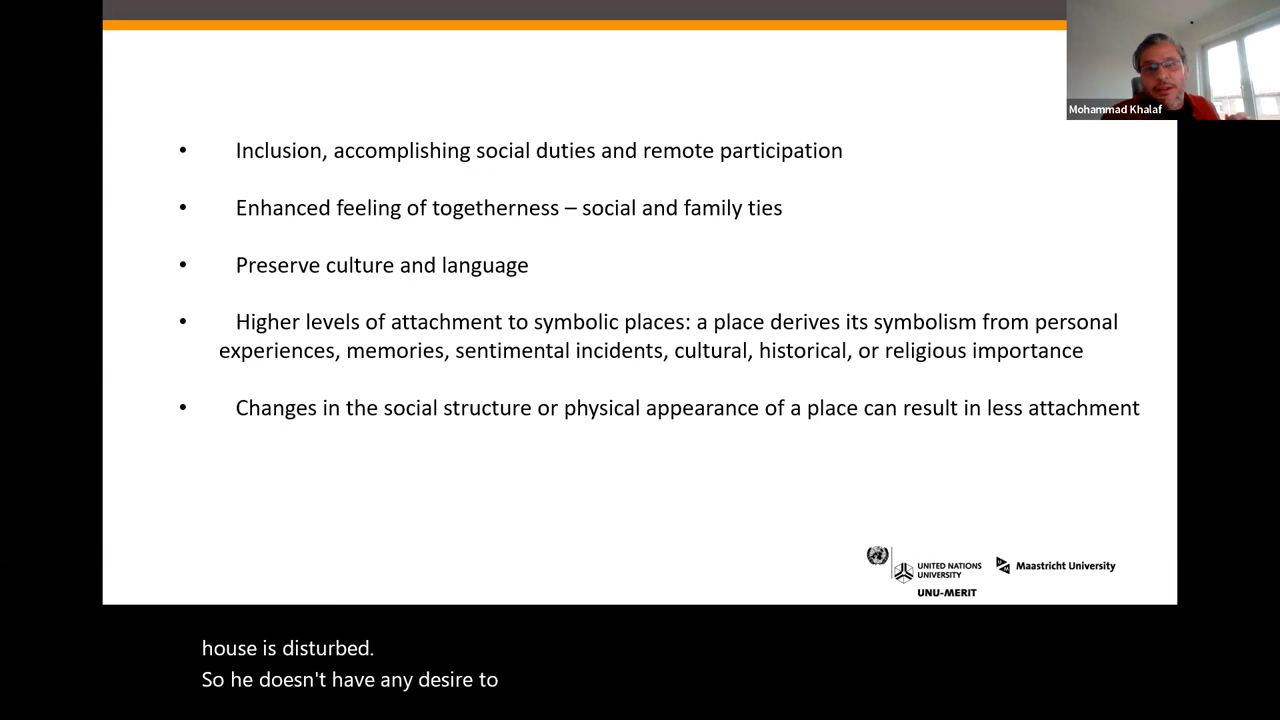 Mohammad Khalaf
• Inclusion, accomplishing social duties and remote participation
• Enhanced feeling of togetherness – social and family ties
• Preserve culture and language
• Higher levels of attachment to symbolic places: a place derives its symbolism from personal
experiences, memories, sentimental incidents, cultural, historical, or religious importance
• Changes in the social structure or physical appearance of a place can result in less attachment
UNITED NATIONS
UNIVERSITY
UNU-MERIT
Maastricht University
house is disturbed.
So he doesn't have any desire to